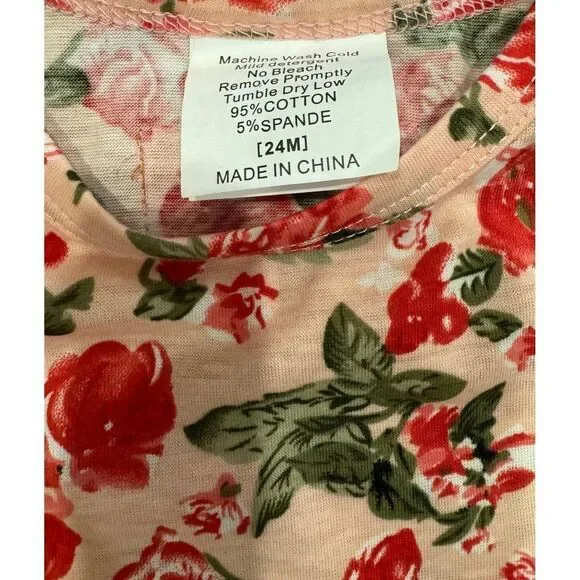 Machine Wash Cold
Mild detergent
No Bleach
Remove Promptly
Tumble Dry Low
95%COTTON
5%SPANDE
[24M]
MADE IN CHINA